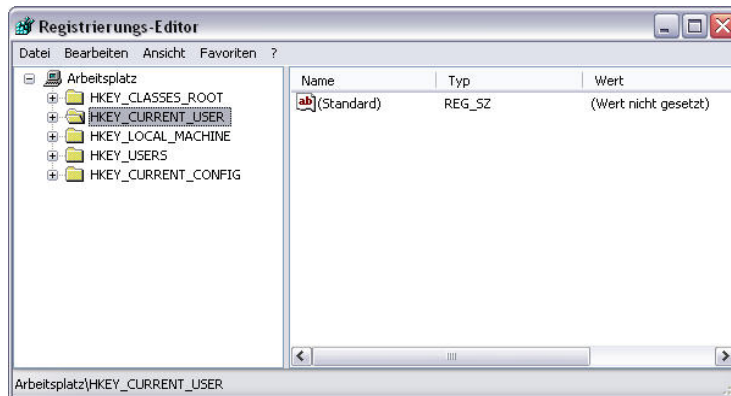 Registrierungs-Editor
Datei Bearbeiten Ansicht Favoriten ?
Arbeitsplatz
HKEY_CLASSES_ROOT
HKEY_CURRENT_USER
HKEY_LOCAL_MACHINE
HKEY_USERS
HKEY_CURRENT_CONFIG
Name Typ Wert
ab (Standard) REG_SZ (Wert nicht gesetzt)
Arbeitsplatz\HKEY_CURRENT_USER